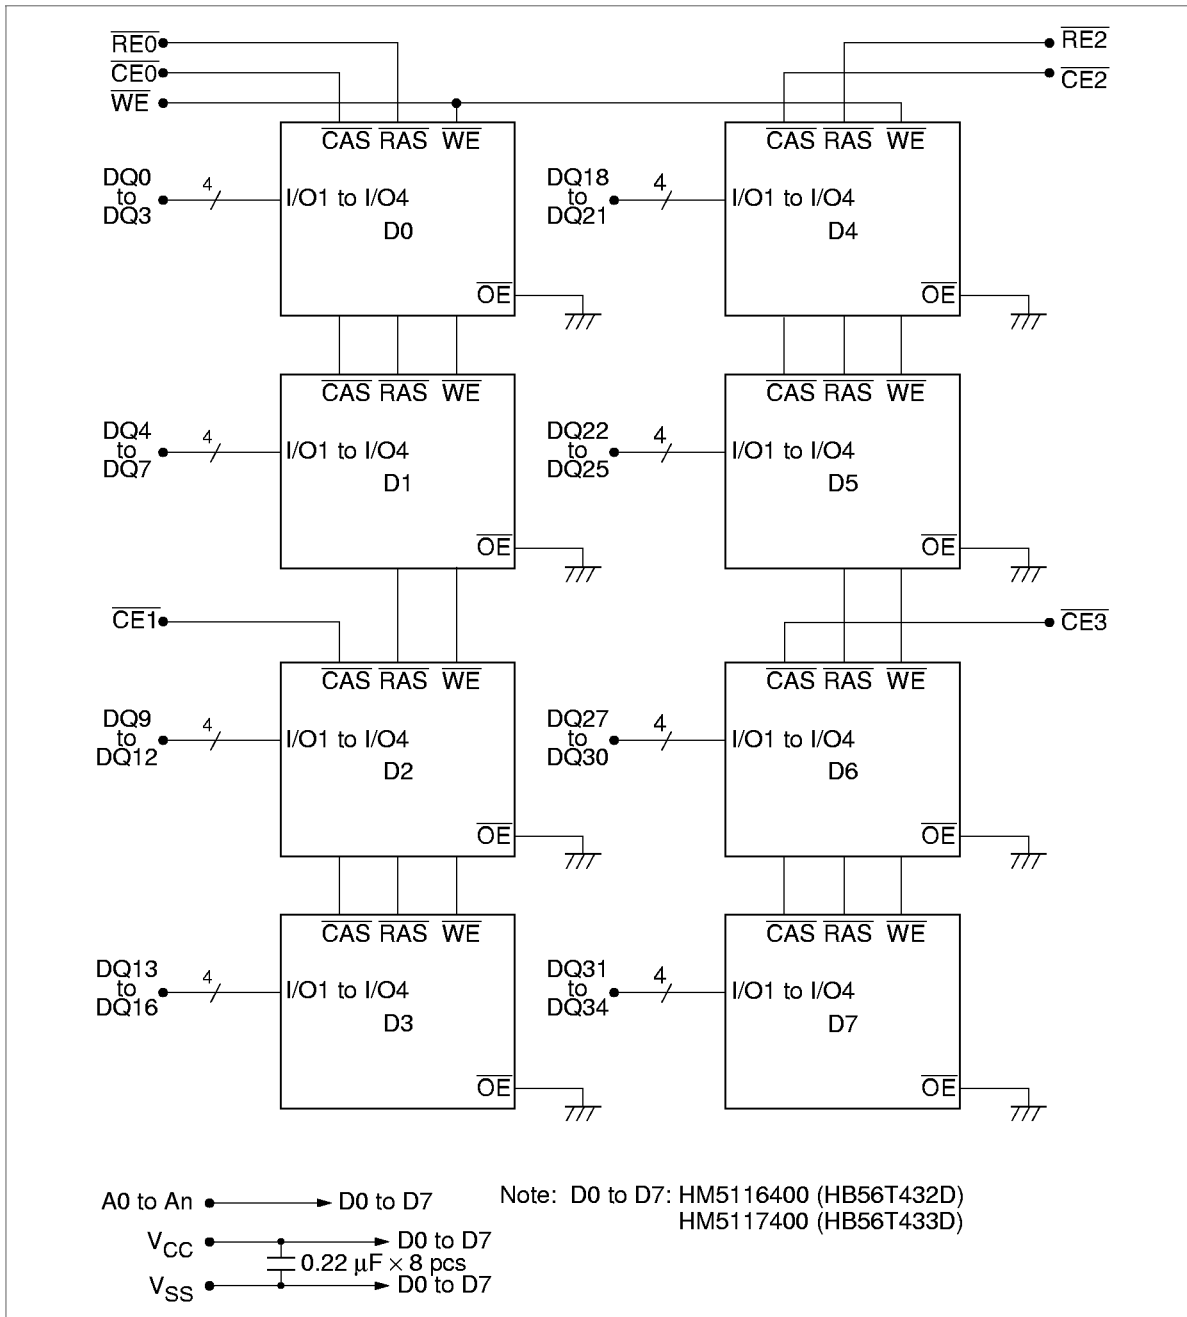 RE0 RE2
CE0 CE2
WE
CAS RAS WE CAS RAS WE
DQ0 to DQ3 4 I/O1 to I/O4 DQ18 to DQ21 4 I/O1 to I/O4
D0 D4
OE OE
CAS RAS WE CAS RAS WE
DQ4 to DQ7 4 I/O1 to I/O4 DQ22 to DQ25 4 I/O1 to I/O4
D1 D5
OE OE
CE1 CE3
CAS RAS WE CAS RAS WE
DQ9 to DQ12 4 I/O1 to I/O4 DQ27 to DQ30 4 I/O1 to I/O4
D2 D6
OE OE
CAS RAS WE CAS RAS WE
DQ13 to DQ16 4 I/O1 to I/O4 DQ31 to DQ34 4 I/O1 to I/O4
D3 D7
OE OE
A0 to An D0 to D7 Note: D0 to D7: HM5116400 (HB56T432D)
HM5117400 (HB56T433D)
VCC D0 to D7
0.22 µF × 8 pcs
VSS D0 to D7